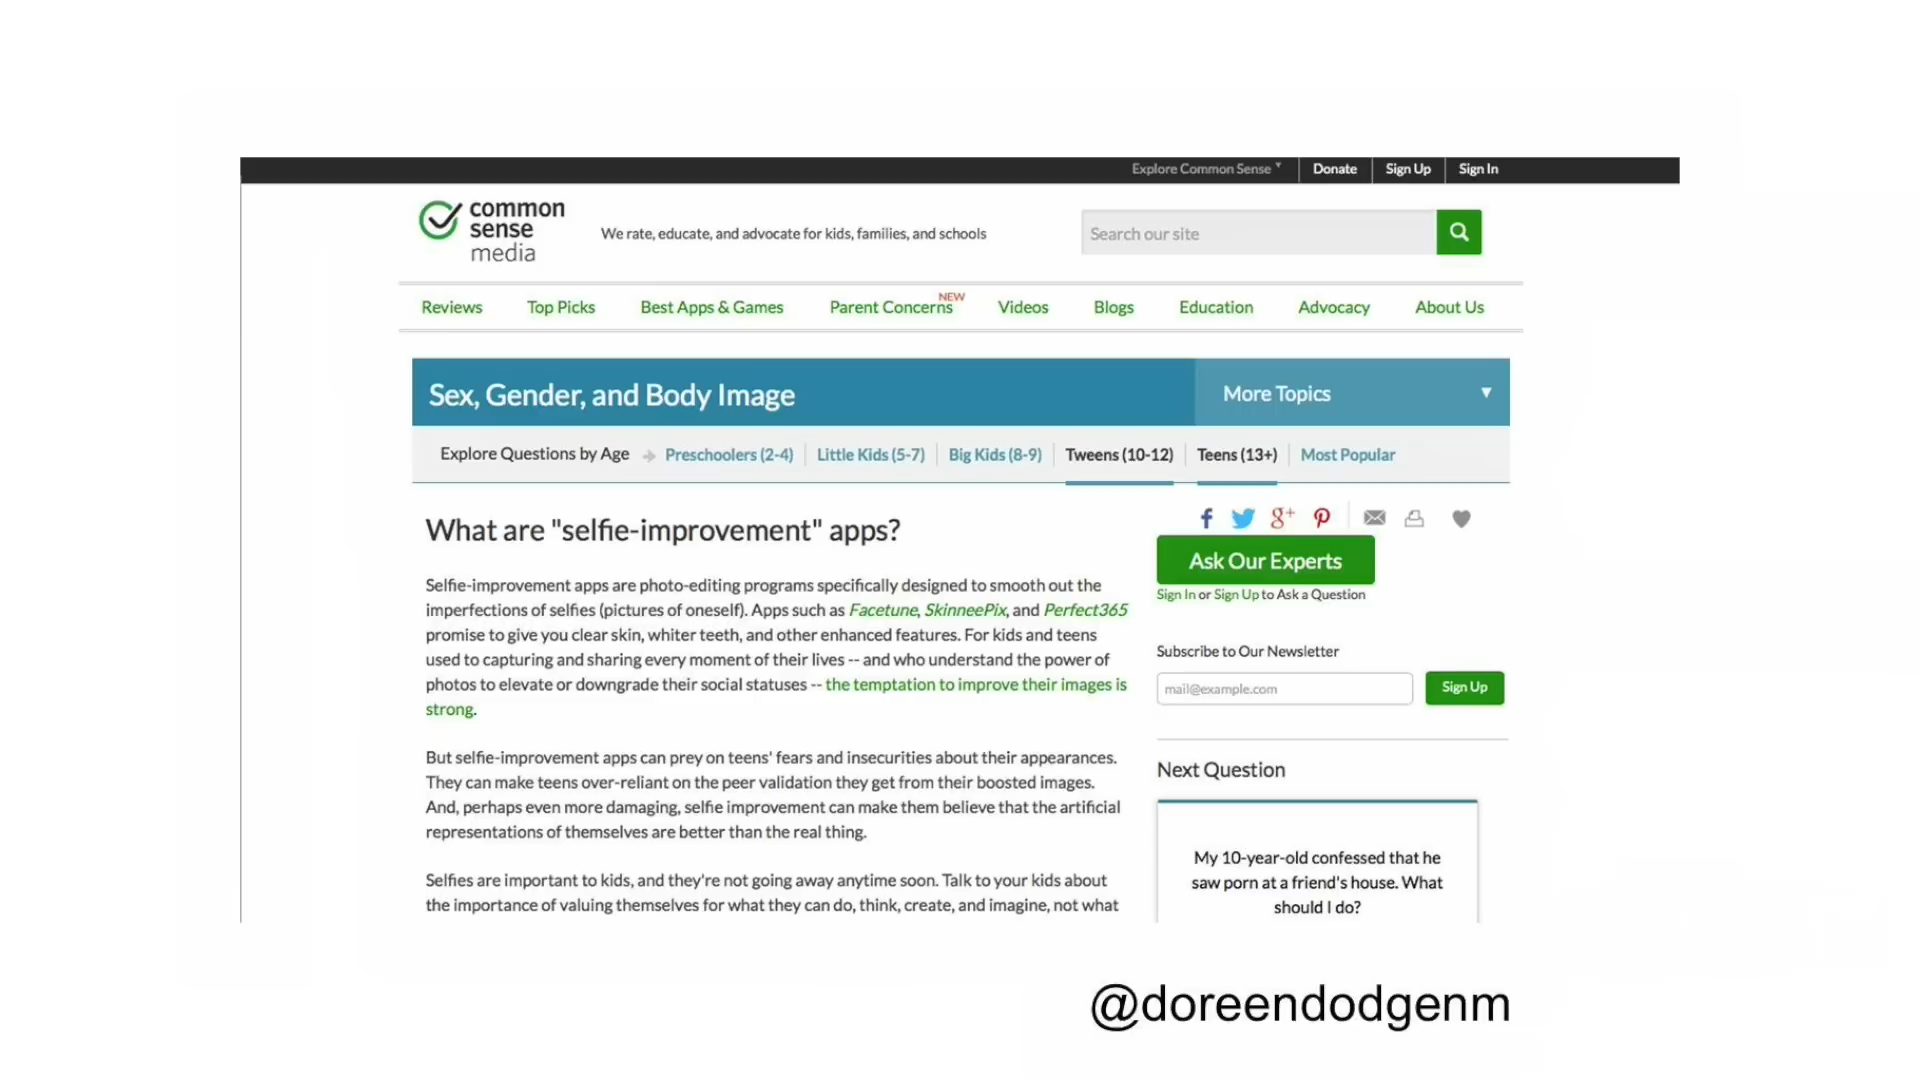 Explore Common Sense ▾ Donate Sign Up Sign In
common
sense
media
We rate, educate, and advocate for kids, families, and schools
Search our site
Reviews Top Picks Best Apps & Games Parent Concerns NEW Videos Blogs Education Advocacy About Us
Sex, Gender, and Body Image
More Topics ▼
Explore Questions by Age Preschoolers (2-4) Little Kids (5-7) Big Kids (8-9) Tweens (10-12) Teens (13+) Most Popular
What are "selfie-improvement" apps?
Selfie-improvement apps are photo-editing programs specifically designed to smooth out the
imperfections of selfies (pictures of oneself). Apps such as Facetune, SkinneePix, and Perfect365
promise to give you clear skin, whiter teeth, and other enhanced features. For kids and teens
used to capturing and sharing every moment of their lives -- and who understand the power of
photos to elevate or downgrade their social statuses -- the temptation to improve their images is
strong.
But selfie-improvement apps can prey on teens' fears and insecurities about their appearances.
They can make teens over-reliant on the peer validation they get from their boosted images.
And, perhaps even more damaging, selfie improvement can make them believe that the artificial
representations of themselves are better than the real thing.
Selfies are important to kids, and they're not going away anytime soon. Talk to your kids about
the importance of valuing themselves for what they can do, think, create, and imagine, not what
Ask Our Experts
Sign In or Sign Up to Ask a Question
Subscribe to Our Newsletter
mail@example.com
Sign Up
Next Question
My 10-year-old confessed that he
saw porn at a friend's house. What
should I do?
@doreendodgenm